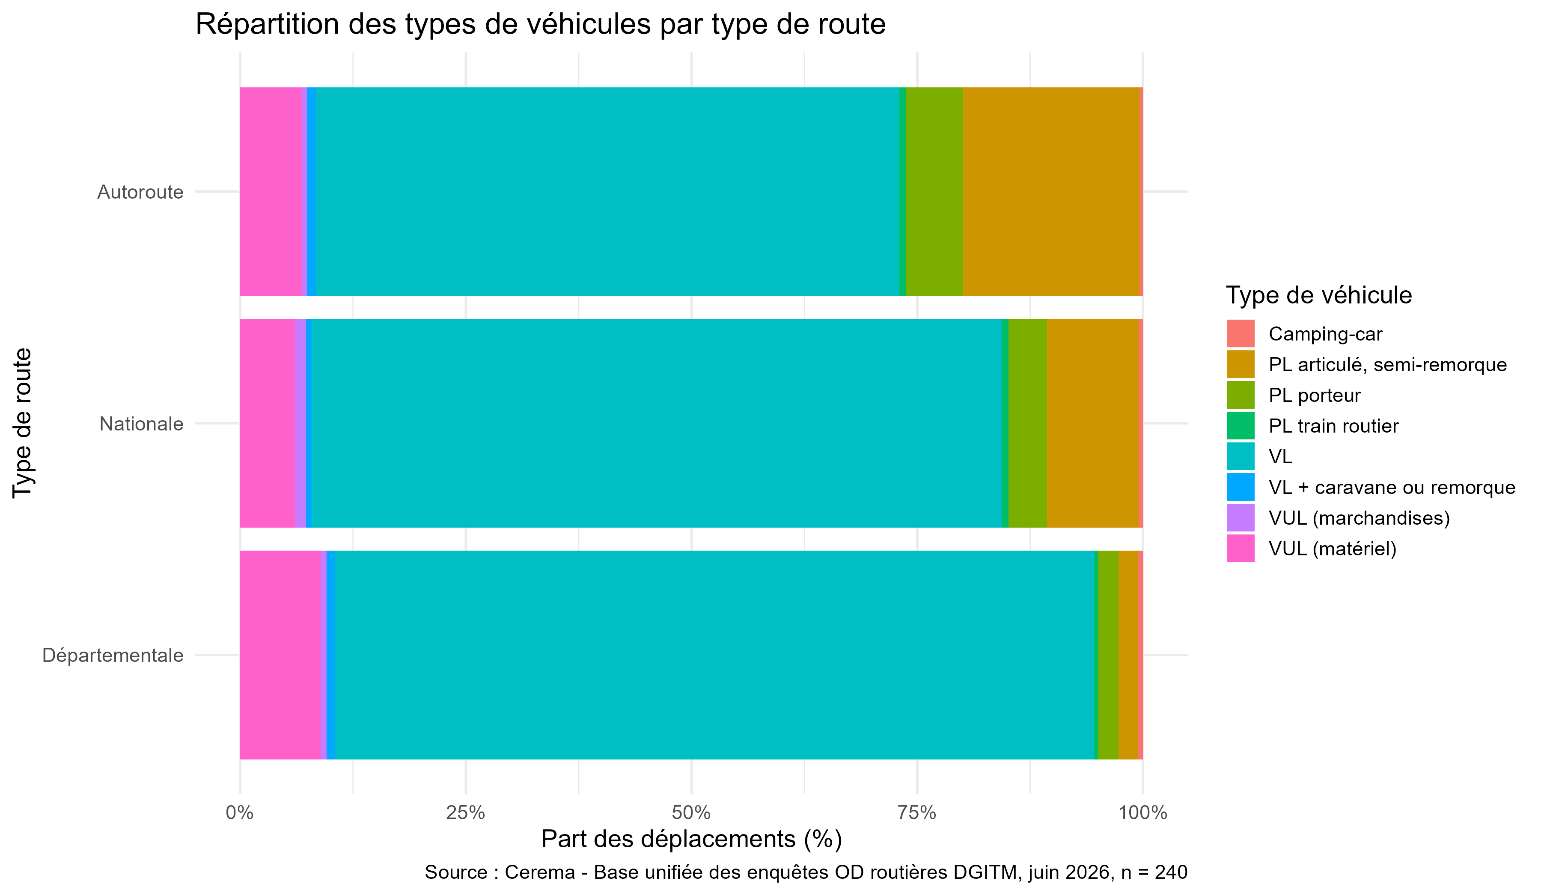 Répartition des types de véhicules par type de route
Type de route
Autoroute
Nationale
Départementale
0%
25%
50%
75%
100%
Part des déplacements (%)
Type de véhicule
Camping-car
PL articulé, semi-remorque
PL porteur
PL train routier
VL
VL + caravane ou remorque
VUL (marchandises)
VUL (matériel)
Source : Cerema - Base unifiée des enquêtes OD routières DGITM, juin 2026, n = 240